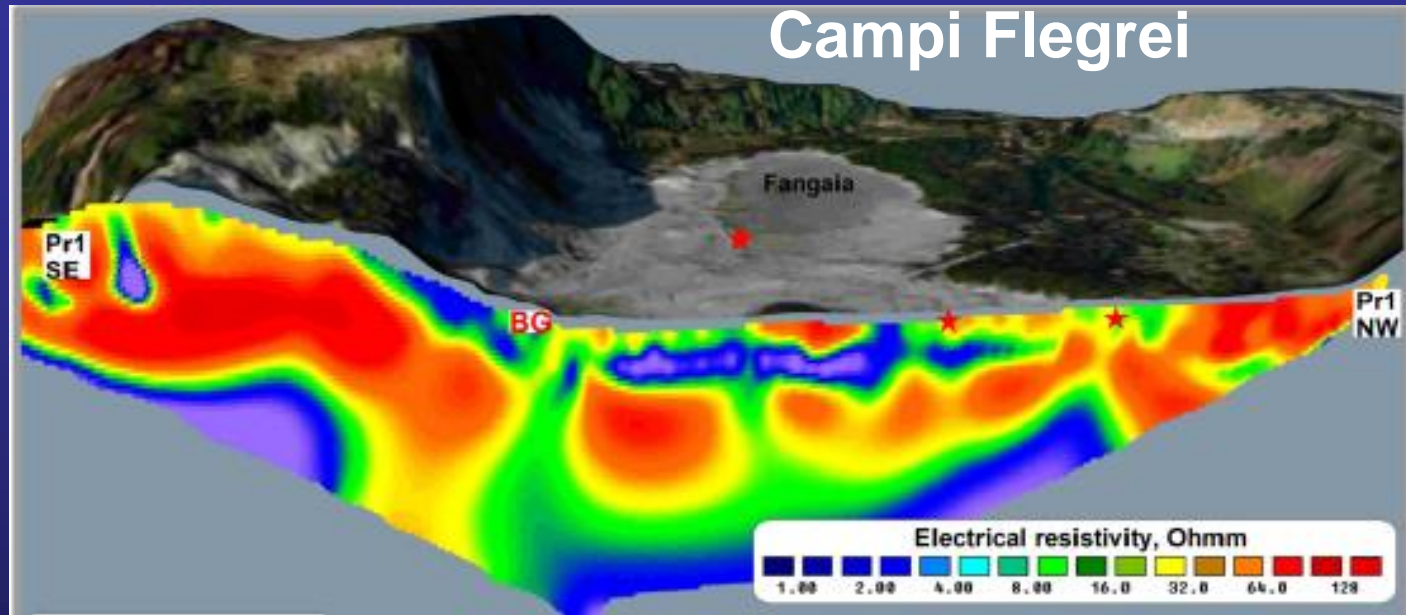 Campi Flegrei
Fangaia
Pr1
SE
BG
Pr1
NW
Electrical resistivity, Ohmm
1.00 2.00 4.00 8.00 16.0 32.0 64.0 128